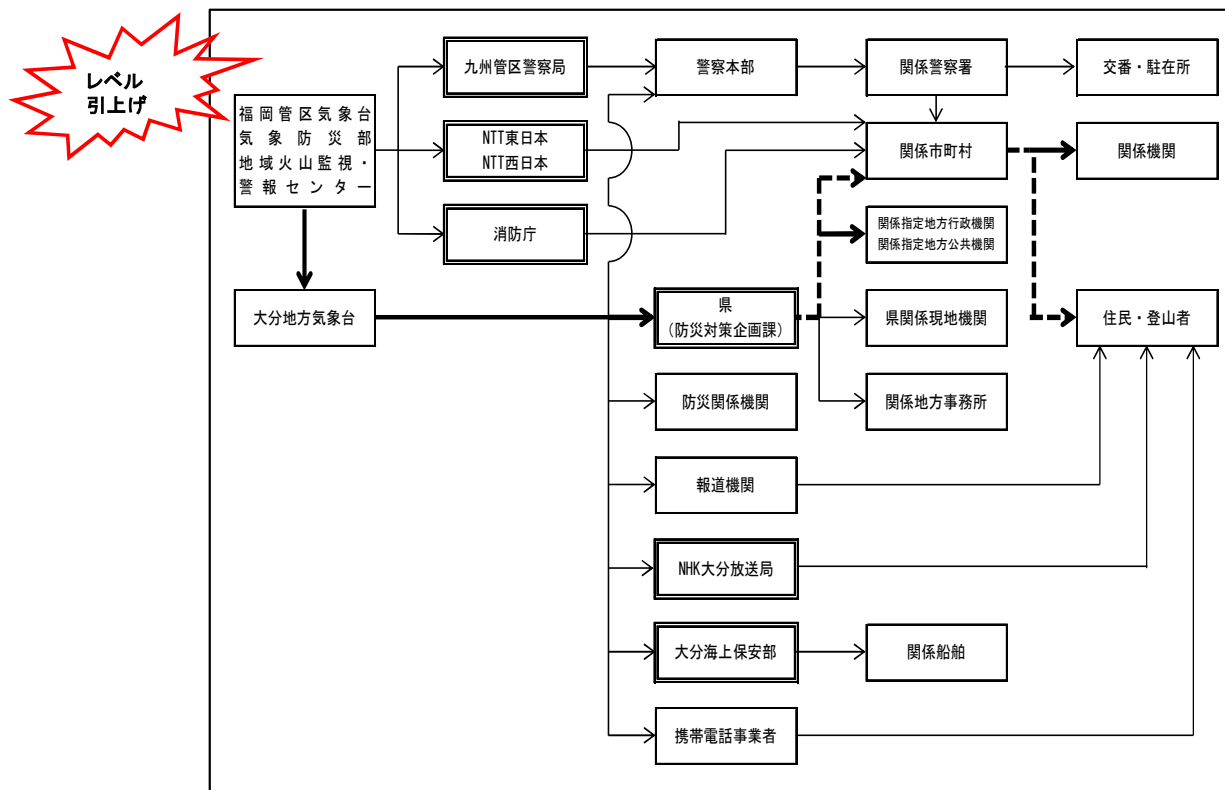 レベル
引上げ
福岡管区気象台
気象防災部
地域火山監視・
警報センター
九州管区警察局
警察本部
関係警察署
交番・駐在所
NTT東日本
NTT西日本
関係市町村
関係機関
消防庁
関係指定地方行政機関
関係指定地方公共機関
大分地方気象台
県
(防災対策企画課)
県関係現地機関
住民・登山者
防災関係機関
関係地方事務所
報道機関
NHK大分放送局
大分海上保安部
関係船舶
携帯電話事業者